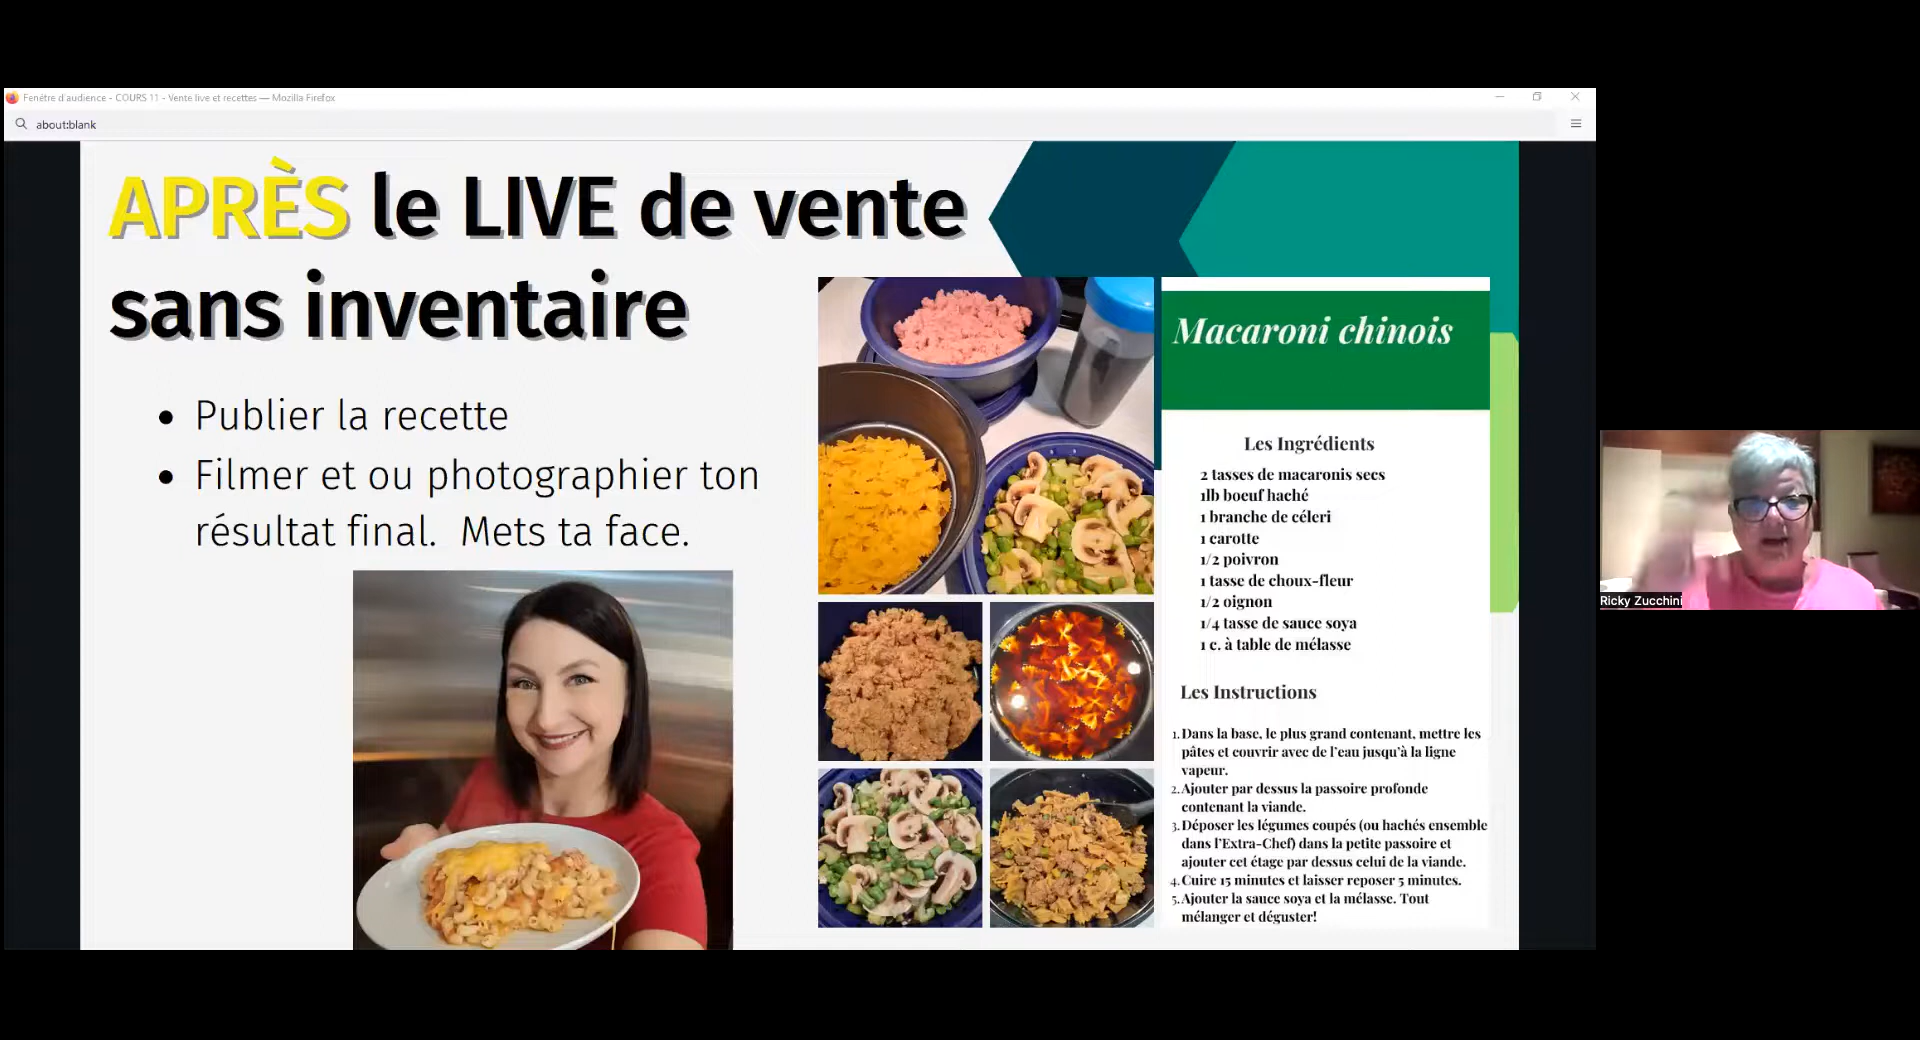 Fenêtre d'audience - COURS 11 - Vente live et recettes — Mozilla Firefox
about:blank
APRÈS le LIVE de vente
sans inventaire
• Publier la recette
• Filmer et ou photographier ton
résultat final. Mets ta face.
Macaroni chinois
Les Ingrédients
2 tasses de macaronis secs
1lb boeuf haché
1 branche de céleri
1 carotte
1/2 poivron
1 tasse de choux-fleur
1/2 oignon
1/4 tasse de sauce soya
1 c. à table de mélasse
Les Instructions
1. Dans la base, le plus grand contenant, mettre les
pâtes et couvrir avec de l'eau jusqu'à la ligne
vapeur.
2. Ajouter par dessus la passoire profonde
contenant la viande.
3. Déposer les légumes coupés (ou hachés ensemble
dans l'Extra-Chef) dans la petite passoire et
ajouter cet étage par dessus celui de la viande.
4. Cuire 15 minutes et laisser reposer 5 minutes.
5. Ajouter la sauce soya et la mélasse. Tout
mélanger et déguster!
Ricky Zucchini